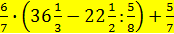 6/7 · (36 1/3 − 22 1/2 : 5/8) + 5/7